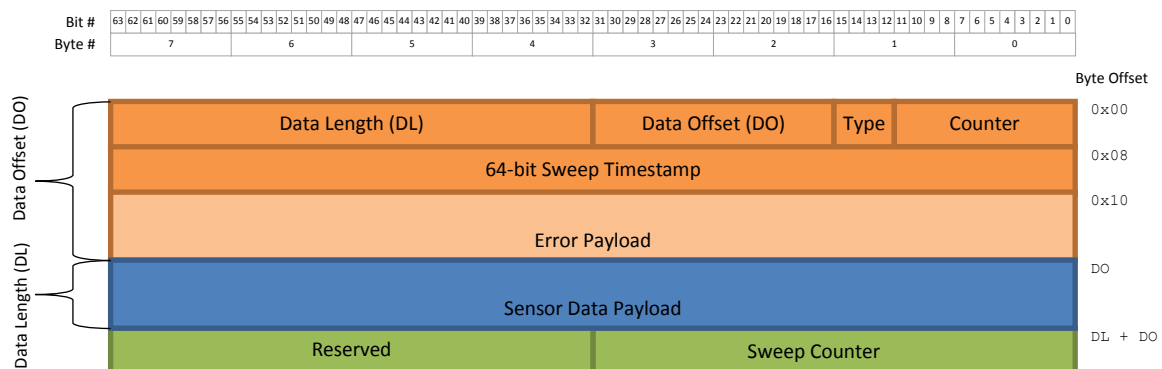 Bit # 63 62 61 60 59 58 57 56 55 54 53 52 51 50 49 48 47 46 45 44 43 42 41 40 39 38 37 36 35 34 33 32 31 30 29 28 27 26 25 24 23 22 21 20 19 18 17 16 15 14 13 12 11 10 9 8 7 6 5 4 3 2 1 0
Byte # 7 6 5 4 3 2 1 0
Byte Offset
Data Offset (DO)
Data Length (DL) Data Offset (DO) Type Counter 0x00
64-bit Sweep Timestamp 0x08
Error Payload 0x10
Data Length (DL)
Sensor Data Payload DO
Reserved Sweep Counter DL + DO